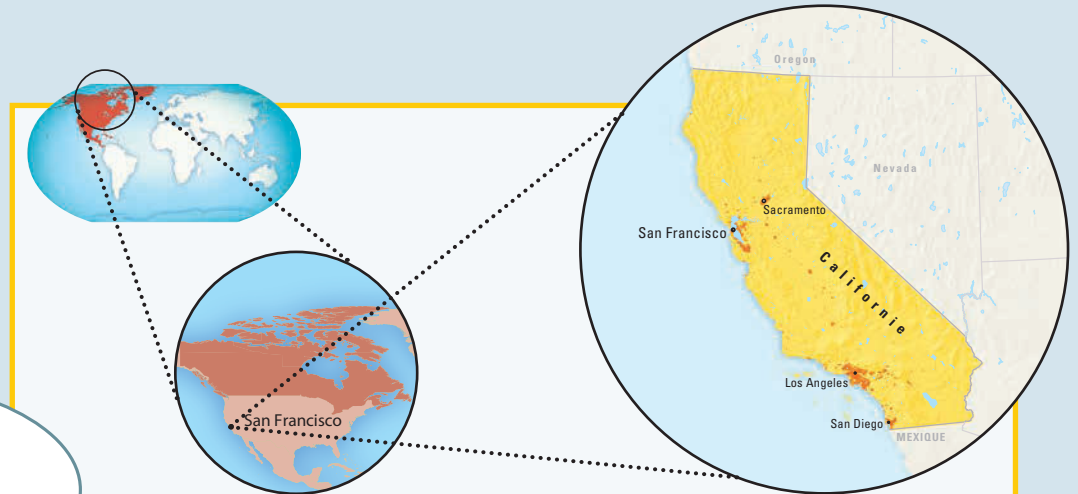 Oregon
Nevada
Sacramento
San Francisco
Californie
Los Angeles
San Diego
MEXIQUE
San Francisco